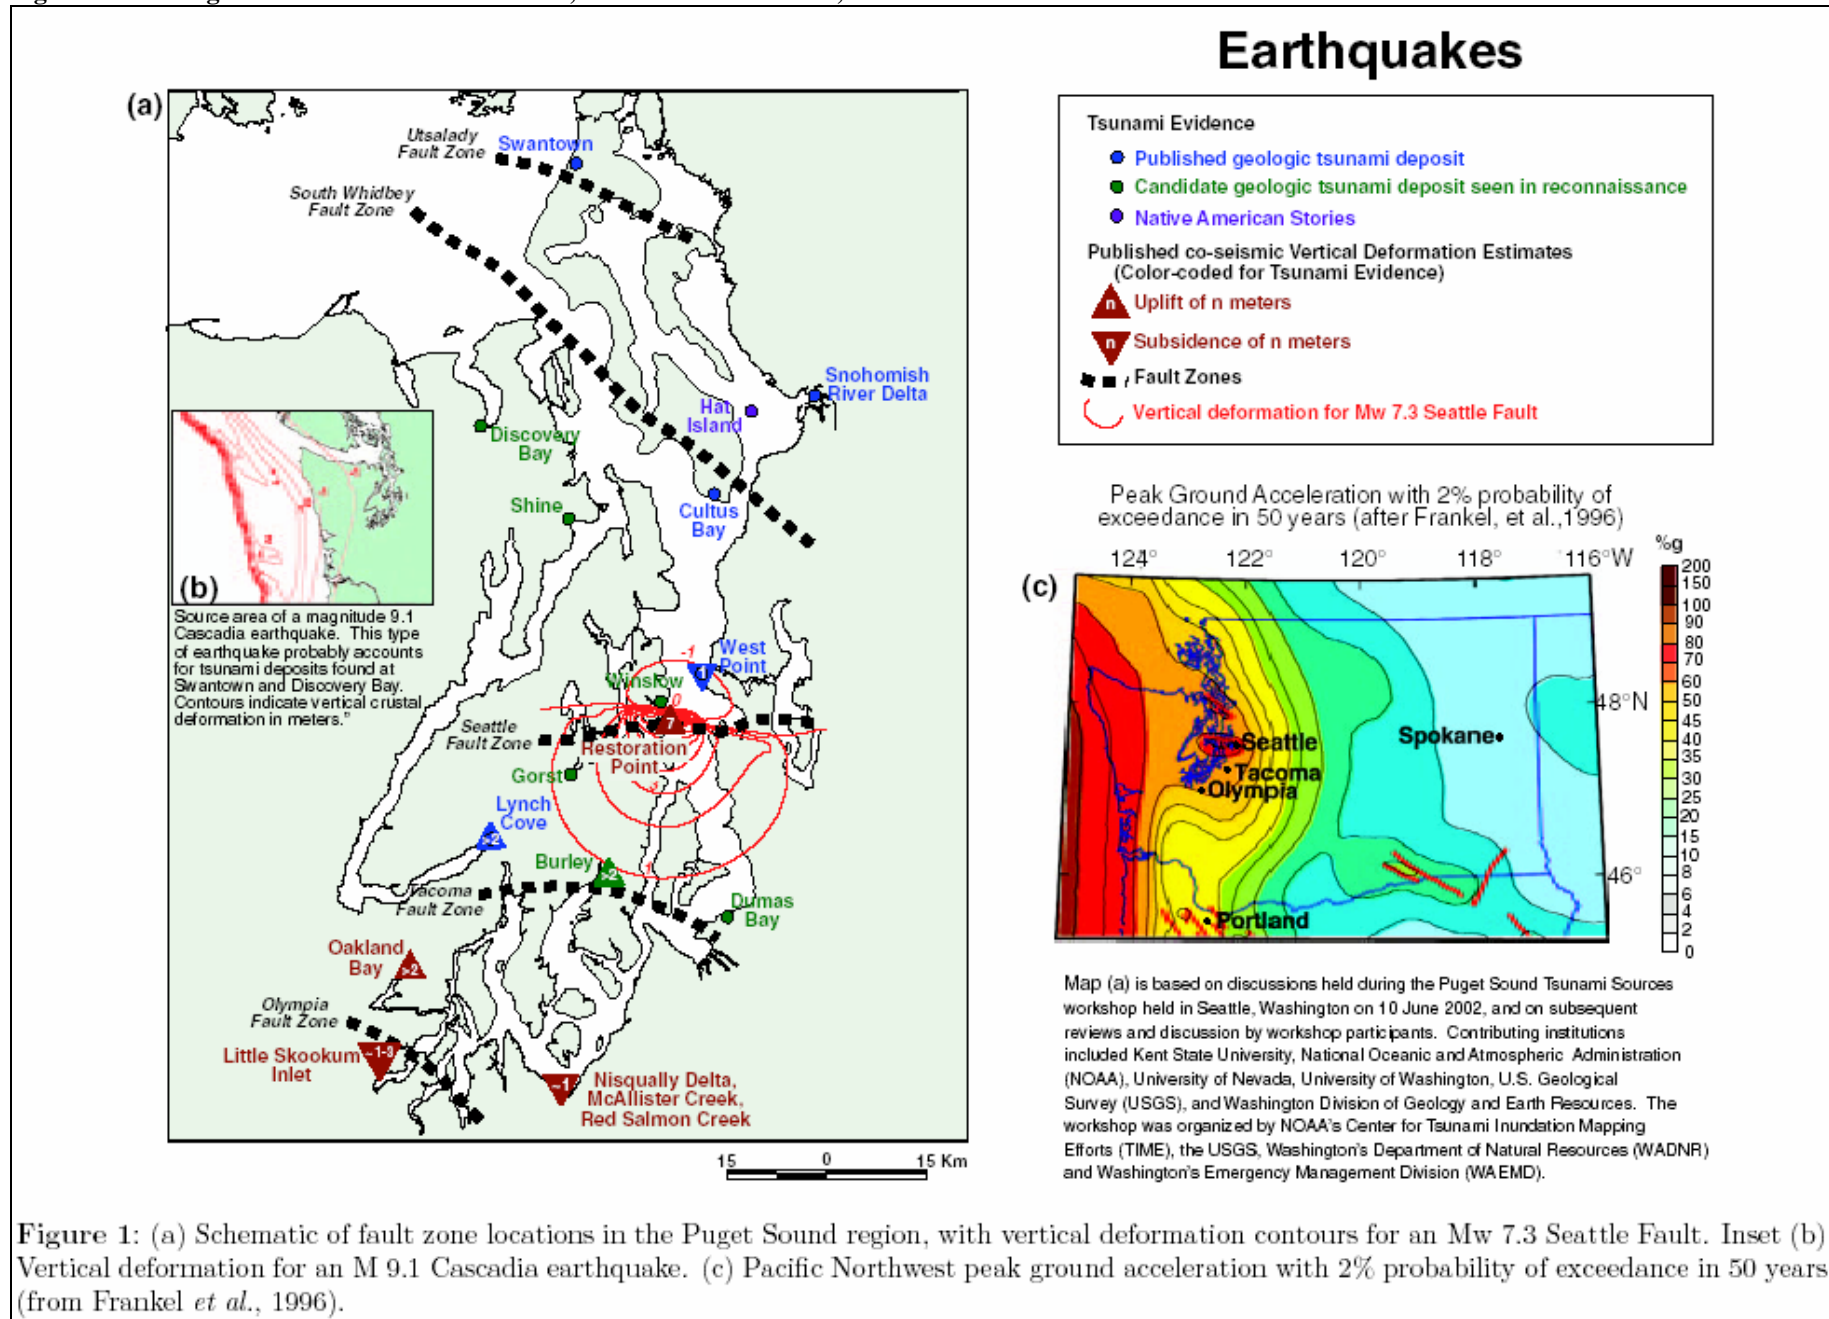 Earthquakes
(a)
Utsalady
Fault Zone
Swantown
South Whidbey
Fault Zone
Snohomish
River Delta
Hat
Island
Discovery
Bay
Shine
Cultus
Bay
(b)
Source area of a magnitude 9.1
Cascadia earthquake. This type
of earthquake probably accounts
for tsunami deposits found at
Swantown and Discovery Bay.
Contours indicate vertical crustal
deformation in meters."
-1
West
Point
1
Winslow
0
7
Seattle
Fault Zone
Restoration
Point
Gorst
3
Lynch
Cove
>2
Burley
>2
1
Tacoma
Fault Zone
Dumas
Bay
Oakland
Bay
>2
Olympia
Fault Zone
Little Skookum
Inlet
~1-3
~1
Nisqually Delta,
McAllister Creek,
Red Salmon Creek
15 0 15 Km
Tsunami Evidence
Published geologic tsunami deposit
Candidate geologic tsunami deposit seen in reconnaissance
Native American Stories
Published co-seismic Vertical Deformation Estimates
(Color-coded for Tsunami Evidence)
n Uplift of n meters
n Subsidence of n meters
Fault Zones
Vertical deformation for Mw 7.3 Seattle Fault
Peak Ground Acceleration with 2% probability of
exceedance in 50 years (after Frankel, et al.,1996)
(c)
124° 122° 120° 118° 116°W
%g
200
150
100
90
80
70
60
50
45
40
35
30
25
20
15
10
8
6
4
2
0
48°N
46°
Seattle
Spokane
Tacoma
Olympia
Portland
Map (a) is based on discussions held during the Puget Sound Tsunami Sources
workshop held in Seattle, Washington on 10 June 2002, and on subsequent
reviews and discussion by workshop participants. Contributing institutions
included Kent State University, National Oceanic and Atmospheric Administration
(NOAA), University of Nevada, University of Washington, U.S. Geological
Survey (USGS), and Washington Division of Geology and Earth Resources. The
workshop was organized by NOAA's Center for Tsunami Inundation Mapping
Efforts (TIME), the USGS, Washington's Department of Natural Resources (WADNR)
and Washington's Emergency Management Division (WAEMD).
Figure 1: (a) Schematic of fault zone locations in the Puget Sound region, with vertical deformation contours for an Mw 7.3 Seattle Fault. Inset (b)
Vertical deformation for an M 9.1 Cascadia earthquake. (c) Pacific Northwest peak ground acceleration with 2% probability of exceedance in 50 years
(from Frankel et al., 1996).